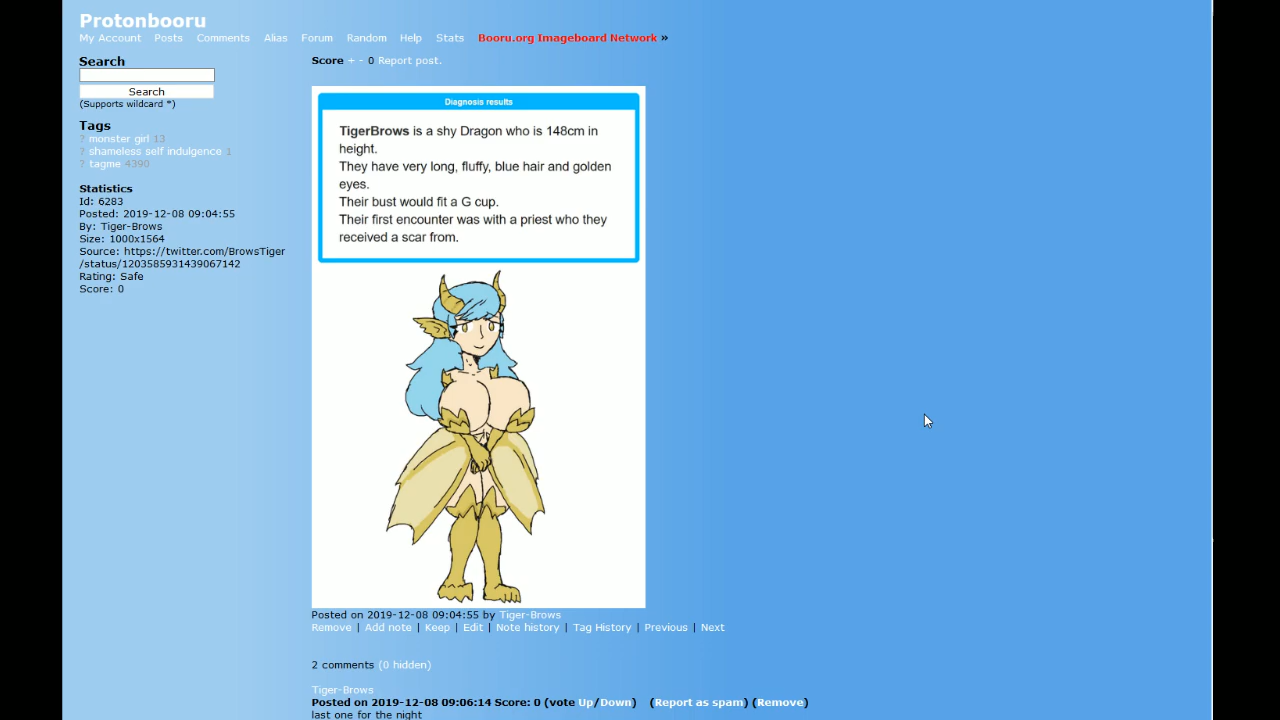 Protonbooru
My Account Posts Comments Alias Forum Random Help Stats Booru.org Imageboard Network »
Search
Search
(Supports wildcard *)
Tags
? monster girl 13
? shameless self indulgence 1
? tagme 4390
Statistics
Id: 6283
Posted: 2019-12-08 09:04:55
By: Tiger-Brows
Size: 1000x1564
Source: https://twitter.com/BrowsTiger
/status/1203585931439067142
Rating: Safe
Score: 0
Score + - 0 Report post.
Diagnosis results
TigerBrows is a shy Dragon who is 148cm in
height.
They have very long, fluffy, blue hair and golden
eyes.
Their bust would fit a G cup.
Their first encounter was with a priest who they
received a scar from.
Posted on 2019-12-08 09:04:55 by Tiger-Brows
Remove | Add note | Keep | Edit | Note history | Tag History | Previous | Next
2 comments (0 hidden)
Tiger-Brows
Posted on 2019-12-08 09:06:14 Score: 0 (vote Up/Down) (Report as spam) (Remove)
last one for the night